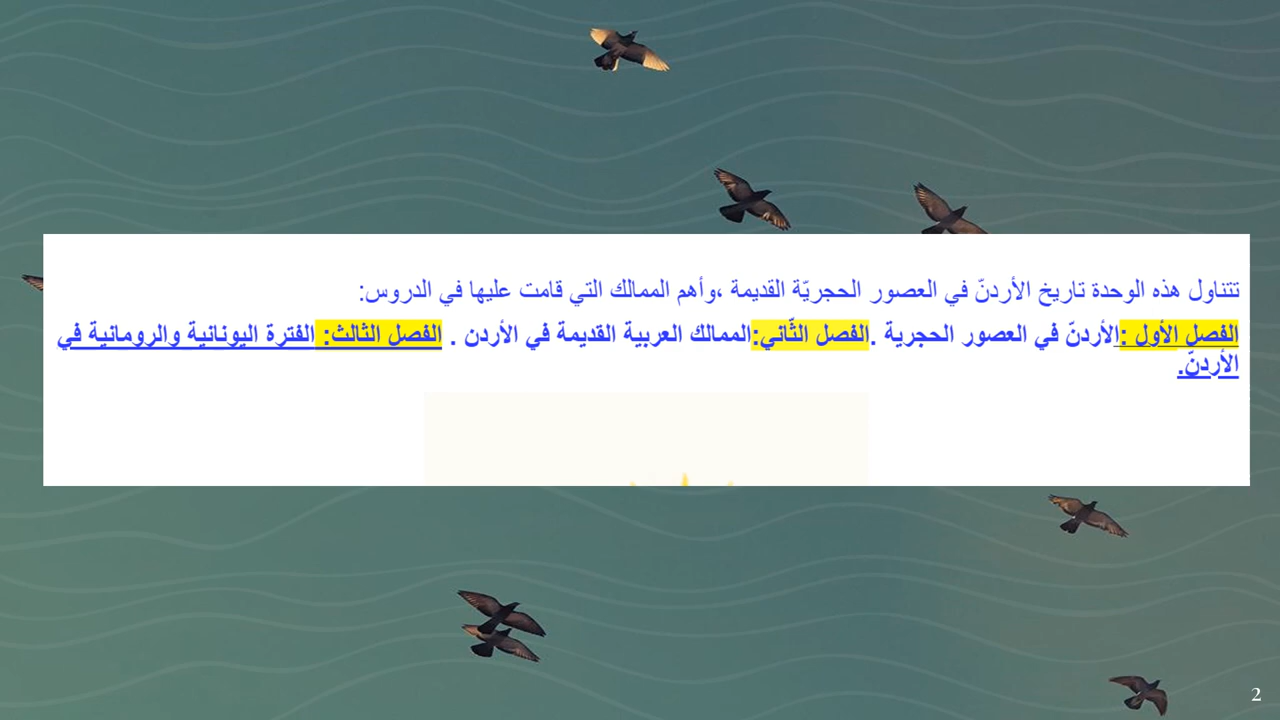 تتناول هذه الوحدة تاريخ الأردنّ في العصور الحجريّة القديمة ،وأهم الممالك التي قامت عليها في الدروس:
الفصل الأول :الأردنّ في العصور الحجرية .الفصل الثّاني:الممالك العربية القديمة في الأردن . الفصل الثالث: الفترة اليونانية والرومانية في
الأردنّ.
2